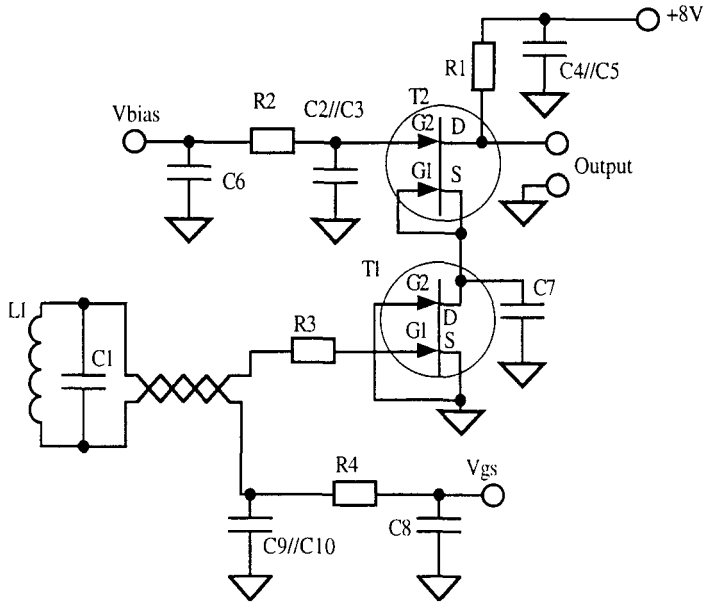 +8V
R1
C4//C5
T2
Vbias
R2
C2//C3
G2
D
G1
S
C6
Output
T1
G2
D
C7
L1
R3
G1
S
C1
R4
Vgs
C9//C10
C8